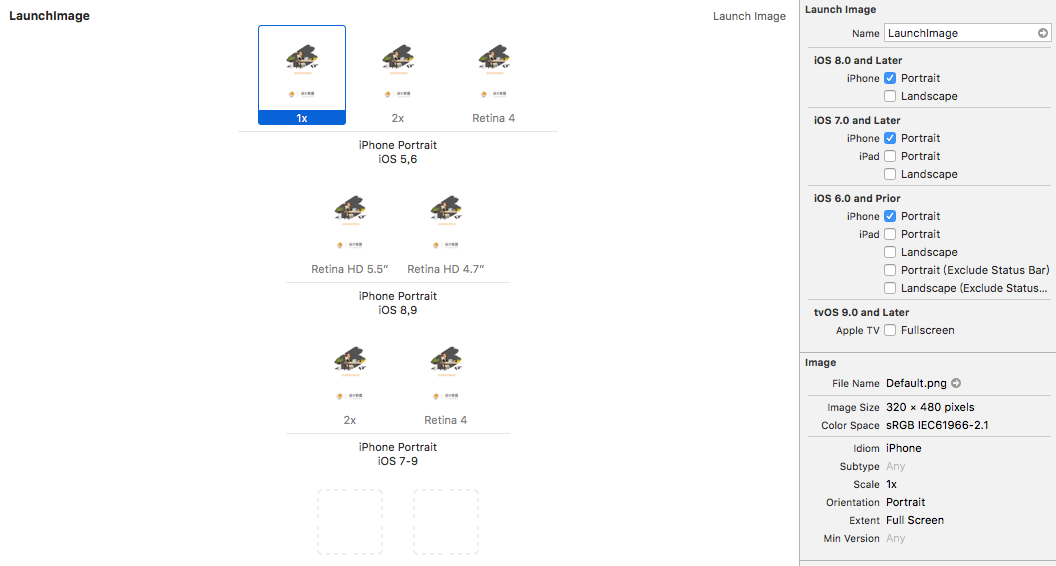 LaunchImage
Launch Image
1x
2x
Retina 4
iPhone Portrait
iOS 5,6
Retina HD 5.5”
Retina HD 4.7”
iPhone Portrait
iOS 8,9
2x
Retina 4
iPhone Portrait
iOS 7-9
Launch Image
Name LaunchImage
iOS 8.0 and Later
iPhone Portrait
Landscape
iOS 7.0 and Later
iPhone Portrait
iPad Portrait
Landscape
iOS 6.0 and Prior
iPhone Portrait
iPad Portrait
Landscape
Portrait (Exclude Status Bar)
Landscape (Exclude Status...
tvOS 9.0 and Later
Apple TV Fullscreen
Image
File Name Default.png
Image Size 320 × 480 pixels
Color Space sRGB IEC61966-2.1
Idiom iPhone
Subtype Any
Scale 1x
Orientation Portrait
Extent Full Screen
Min Version Any